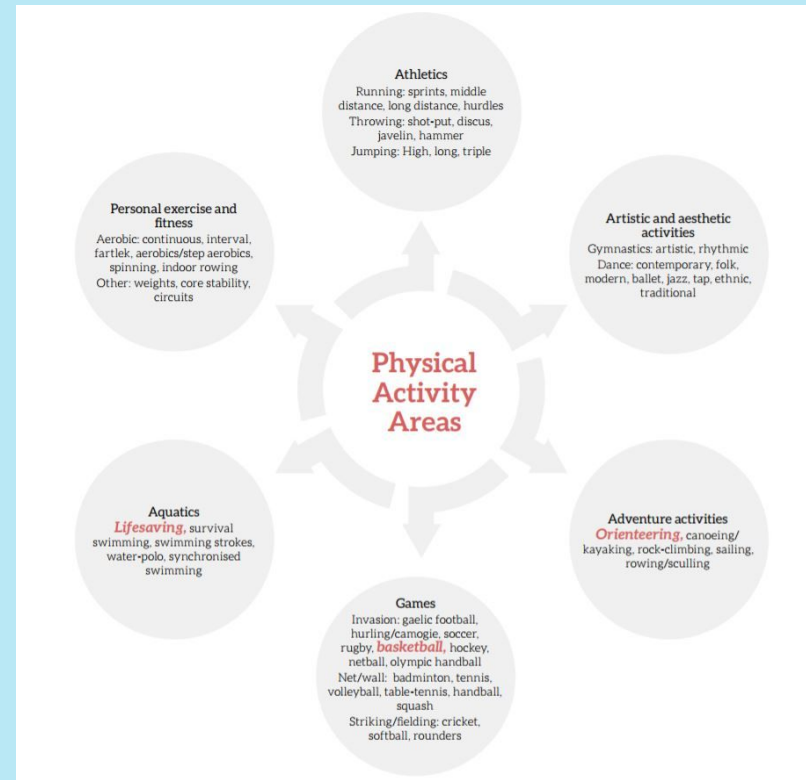 Athletics
Running: sprints, middle
distance, long distance, hurdles
Throwing: shot-put, discus,
javelin, hammer
Jumping: High, long, triple
Personal exercise and
fitness
Aerobic: continuous, interval,
fartlek, aerobics/step aerobics,
spinning, indoor rowing
Other: weights, core stability,
circuits
Artistic and aesthetic
activities
Gymnastics: artistic, rhythmic
Dance: contemporary, folk,
modern, ballet, jazz, tap, ethnic,
traditional
Physical
Activity
Areas
Aquatics
Lifesaving, survival
swimming, swimming strokes,
water-polo, synchronised
swimming
Adventure activities
Orienteering, canoeing/
kayaking, rock-climbing, sailing,
rowing/sculling
Games
Invasion: gaelic football,
hurling/camogie, soccer,
rugby, basketball, hockey,
netball, olympic handball
Net/wall: badminton, tennis,
volleyball, table-tennis, handball,
squash
Striking/fielding: cricket,
softball, rounders